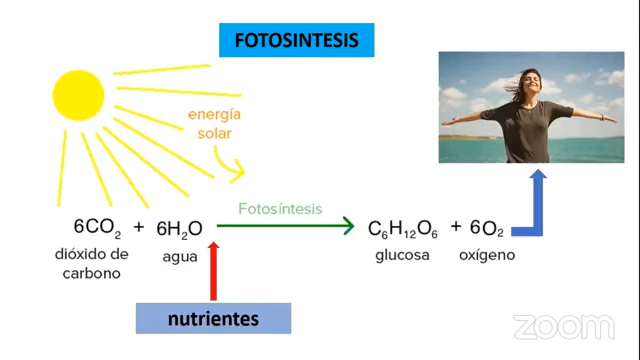 FOTOSINTESIS
energía
solar
Fotosíntesis
6CO₂ + 6H₂O C₆H₁₂O₆ + 6O₂
dióxido de
carbono
agua
glucosa
oxígeno
nutrientes
zoom